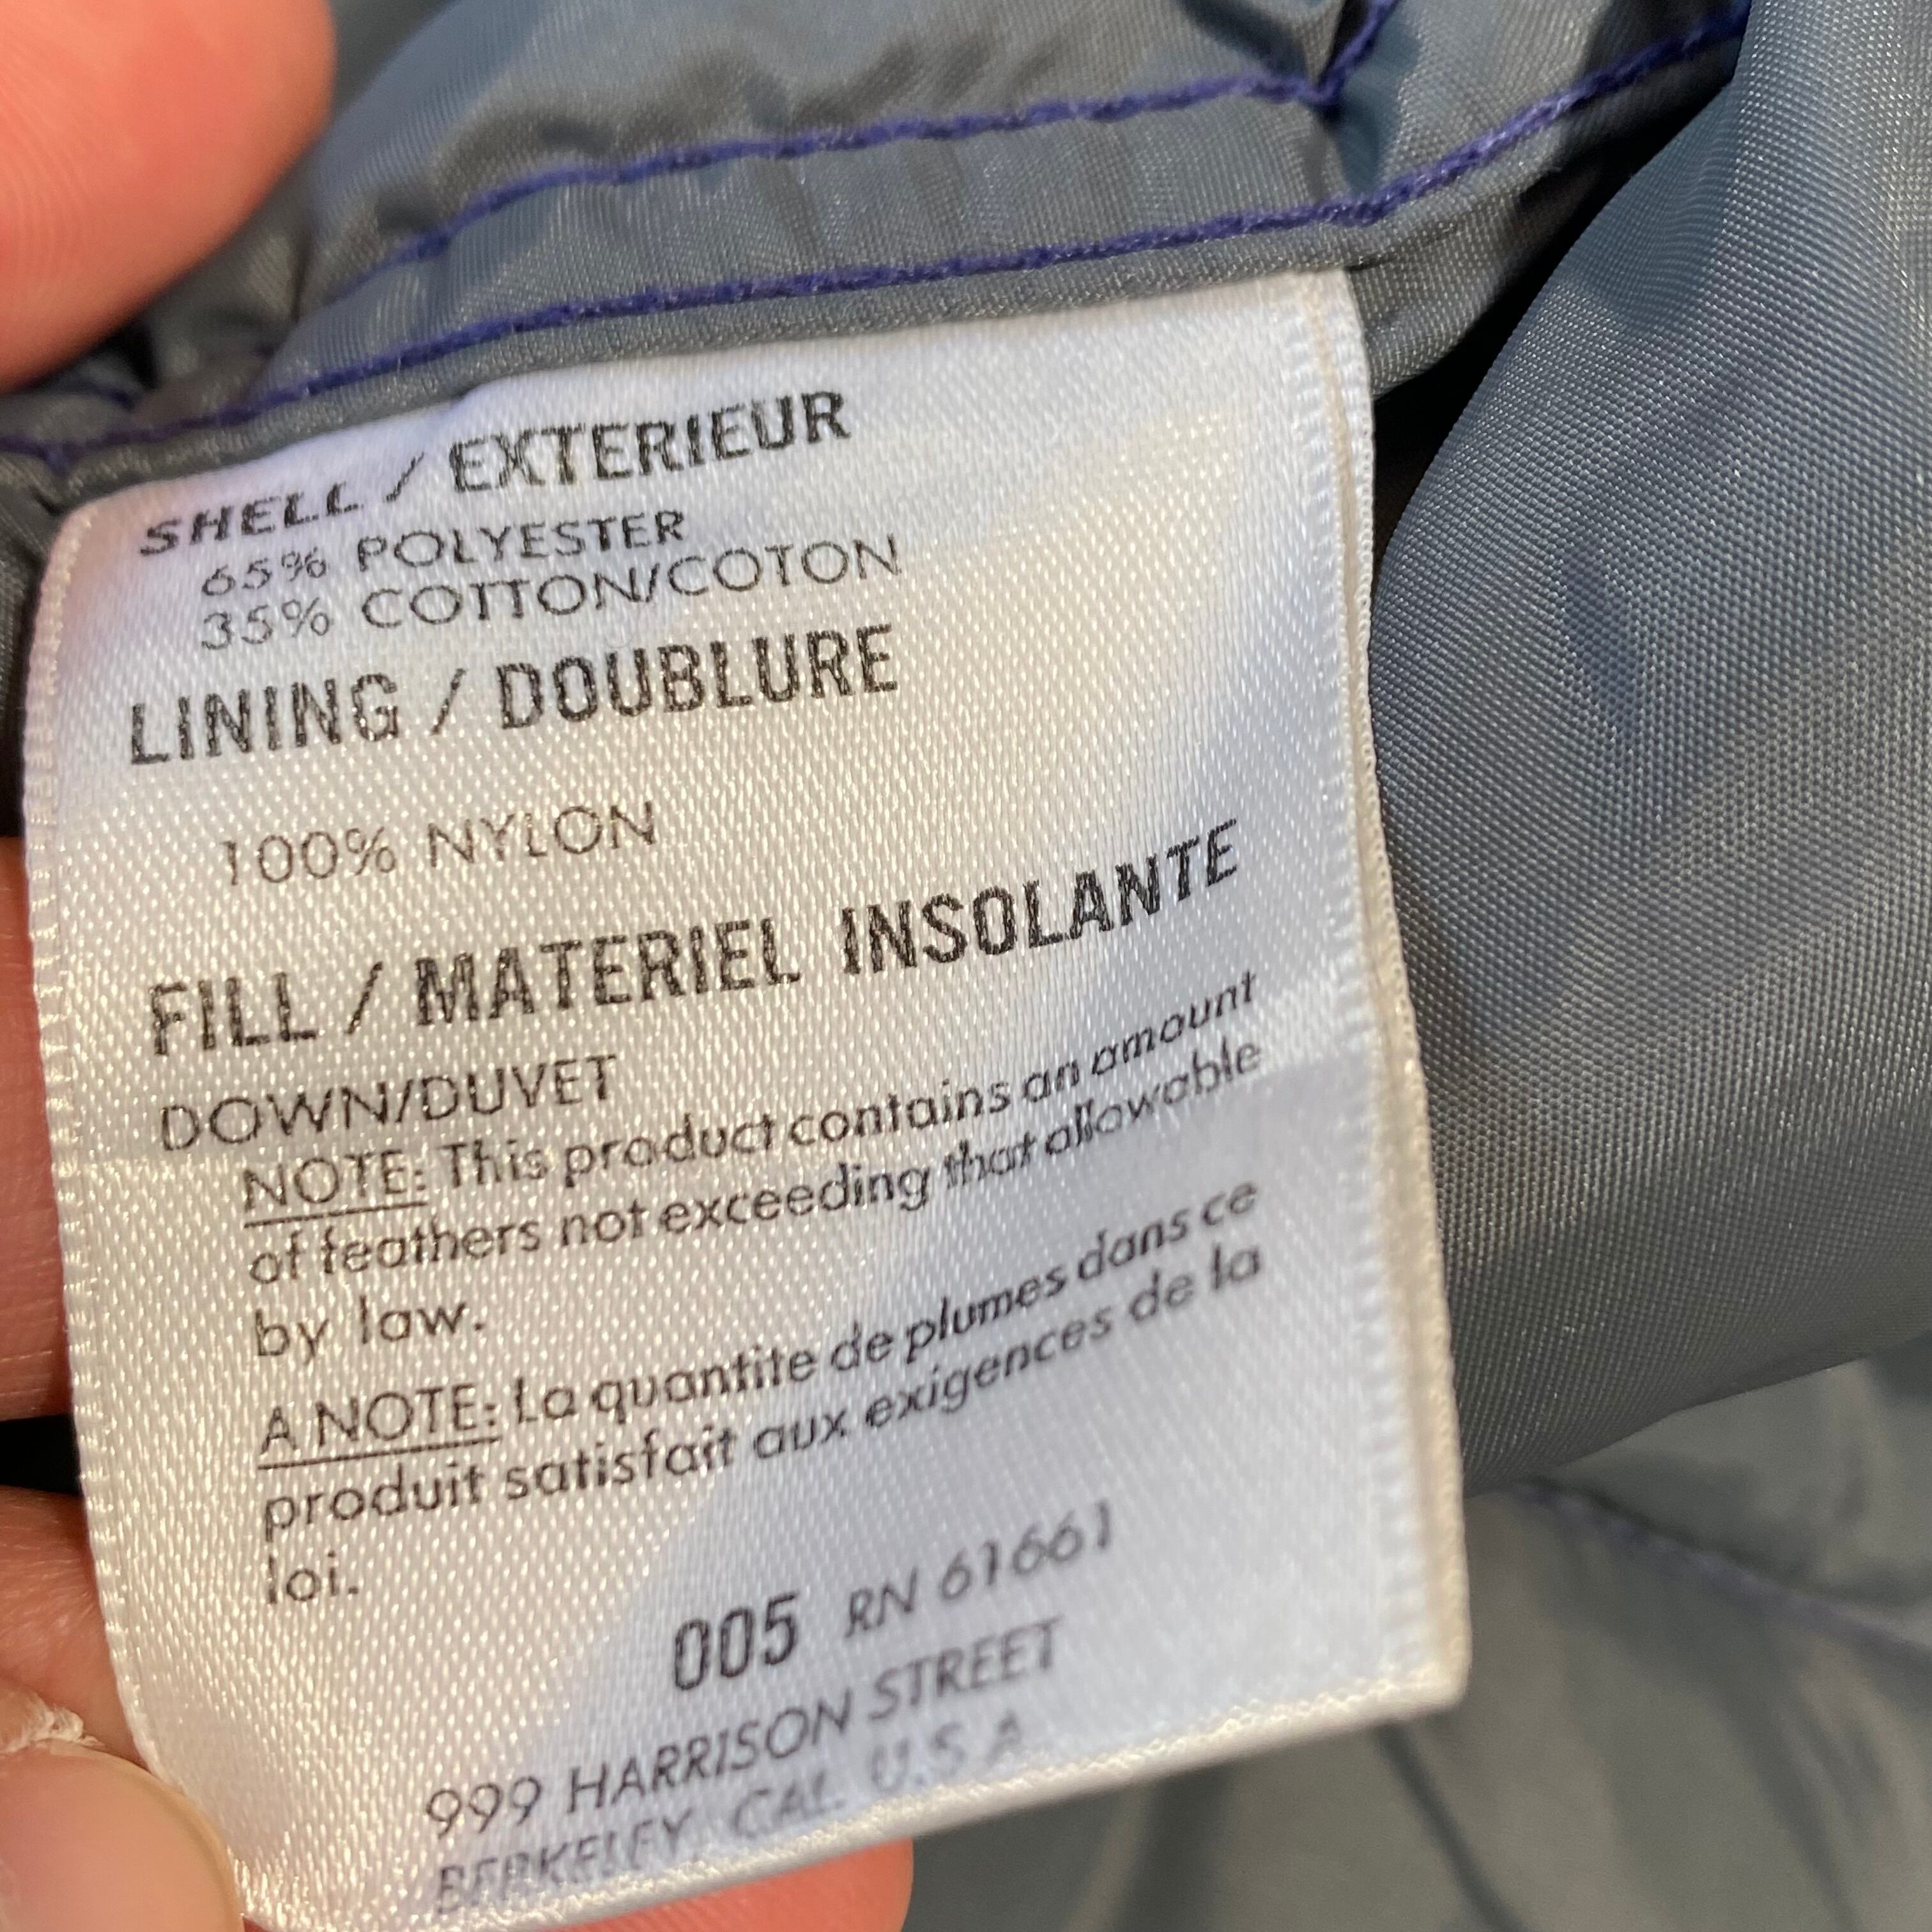 SHELL / EXTERIEUR
65% POLYESTER
35% COTTON/COTON
LINING / DOUBLURE
100% NYLON
FILL / MATERIEL INSOLANTE
DOWN/DUVET
NOTE: This product contains an amount
of feathers not exceeding that allowable
by law.
A NOTE: La quantite de plumes dans ce
produit satisfait aux exigences de la
loi.
005 RN 61661
999 HARRISON STREET
BERKELEY, CAL U.S.A